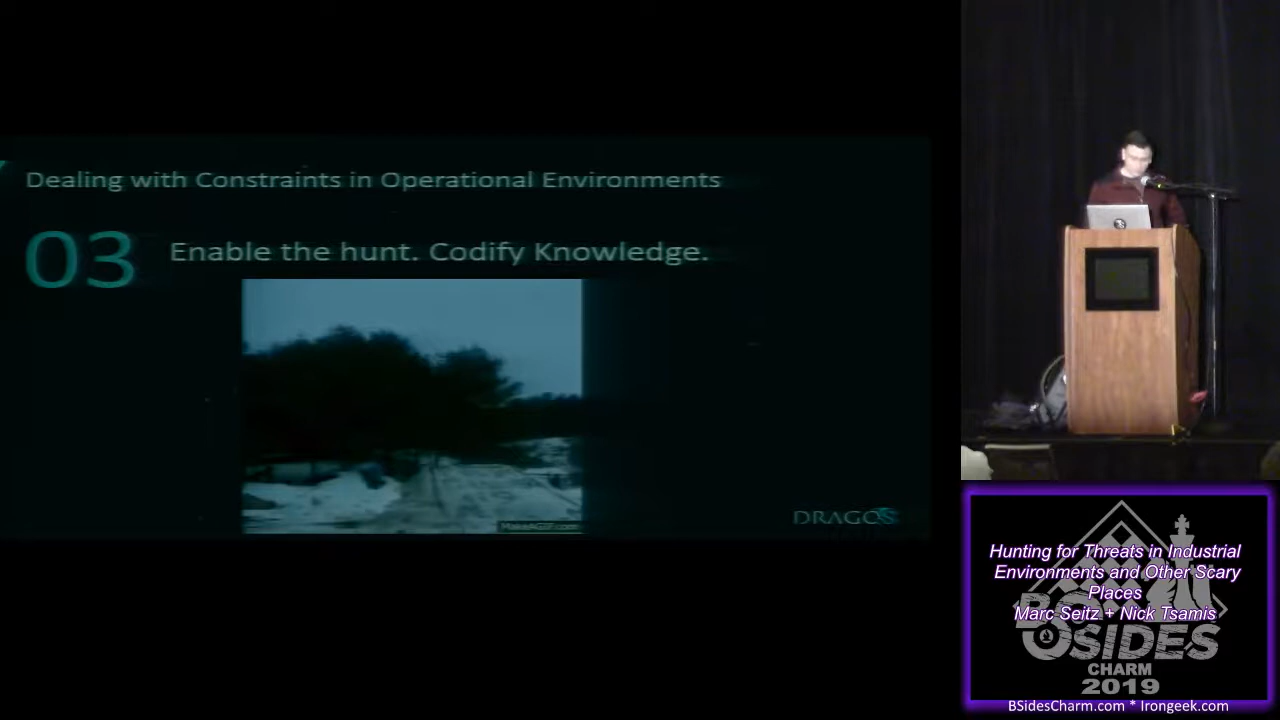 Dealing with Constraints in Operational Environments
03
Enable the hunt. Codify Knowledge.
MakeAGIF.com
DRAGOS
Hunting for Threats in Industrial
Environments and Other Scary
Places
Marc Seitz + Nick Tsamis
BSIDES
CHARM
2019
BSidesCharm.com * Irongeek.com